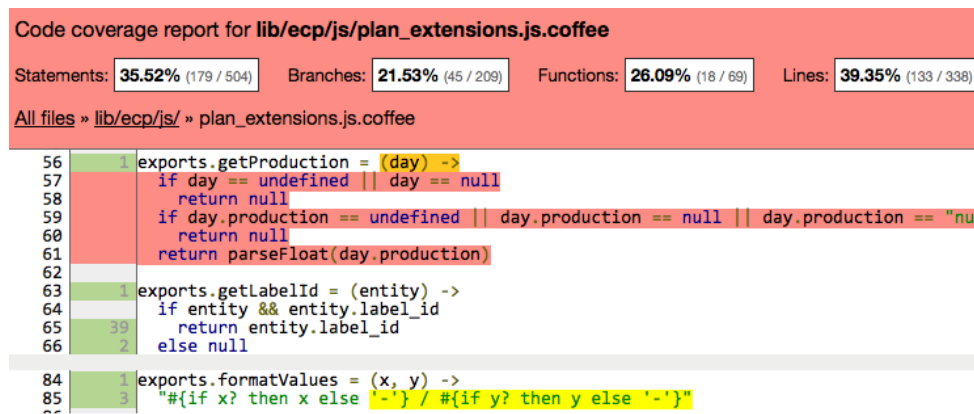 Code coverage report for lib/ecp/js/plan_extensions.js.coffee
Statements: 35.52% (179 / 504) Branches: 21.53% (45 / 209) Functions: 26.09% (18 / 69) Lines: 39.35% (133 / 338)
All files » lib/ecp/js/ » plan_extensions.js.coffee
56 1 exports.getProduction = (day) ->
57 if day == undefined || day == null
58 return null
59 if day.production == undefined || day.production == null || day.production == "nu
60 return null
61 return parseFloat(day.production)
62
63 1 exports.getLabelId = (entity) ->
64 if entity && entity.label_id
65 39 return entity.label_id
66 2 else null
84 1 exports.formatValues = (x, y) ->
85 3 "#{if x? then x else '-'} / #{if y? then y else '-'}"